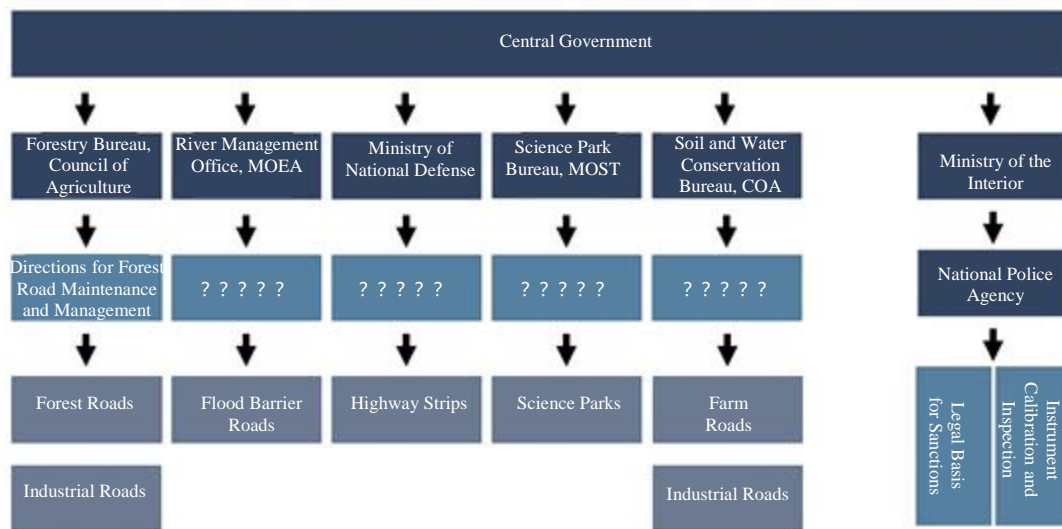 Central Government
Forestry Bureau,
Council of
Agriculture
River Management
Office, MOEA
Ministry of
National Defense
Science Park
Bureau, MOST
Soil and Water
Conservation
Bureau, COA
Ministry of the
Interior
Directions for Forest
Road Maintenance
and Management
? ? ? ? ?
? ? ? ? ?
? ? ? ? ?
? ? ? ? ?
National Police
Agency
Forest Roads
Flood Barrier
Roads
Highway Strips
Science Parks
Farm
Roads
Legal Basis
for Sanctions
Instrument
Calibration and
Inspection
Industrial Roads
Industrial Roads